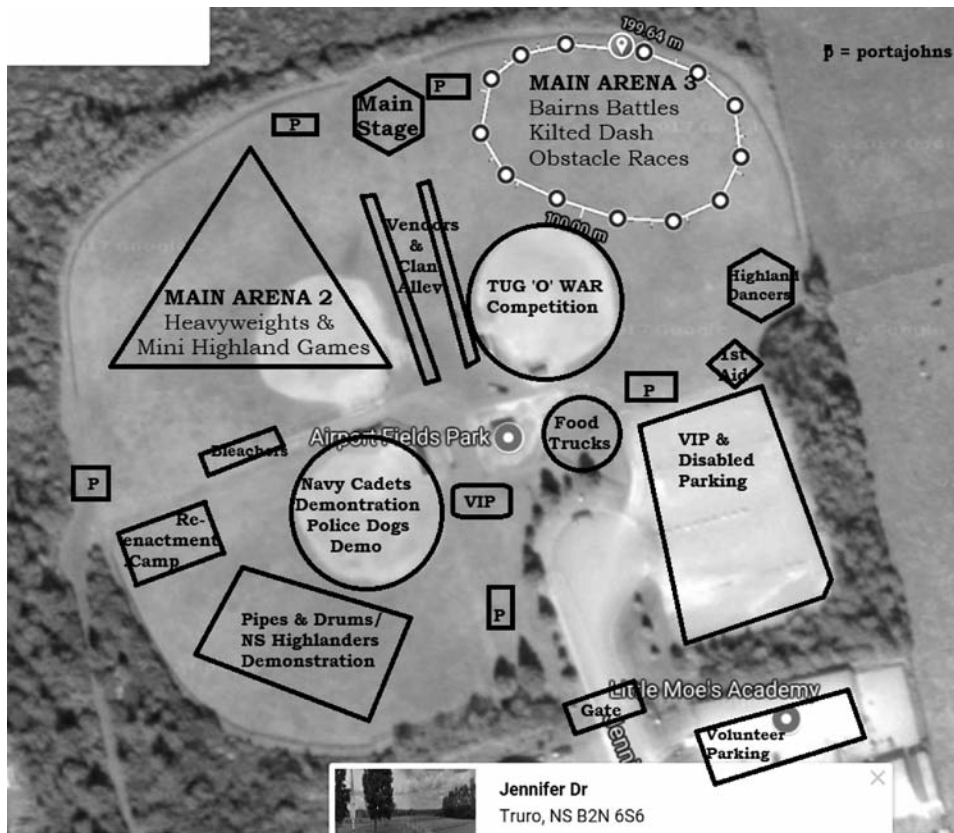 199.64 m
P = portajohns
MAIN ARENA 3
Bairns Battles
Kilted Dash
Obstacle Races
100.00 m
P
Main
Stage
P
Vendors
&
Clan
Alley
MAIN ARENA 2
Heavyweights &
Mini Highland Games
TUG 'O' WAR
Competition
Highland
Dancers
1st
Aid
P
Food
Trucks
Airport Fields Park
VIP &
Disabled
Parking
Bleachers
P
Navy Cadets
Demontration
Police Dogs
Demo
VIP
Re-
enactment
Camp
Pipes & Drums/
NS Highlanders
Demonstration
P
Little Moe's Academy
Gate
Volunteer
Parking
Jennifer Dr
Truro, NS B2N 6S6